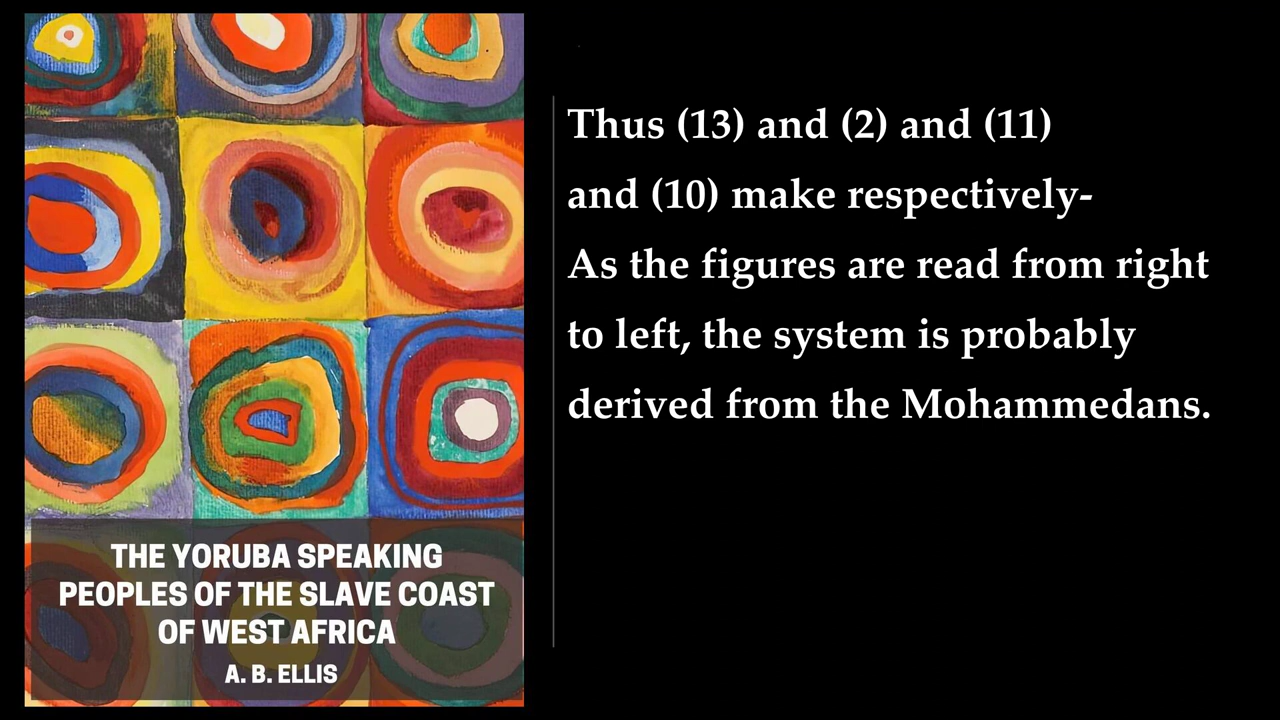 Thus (13) and (2) and (11)
and (10) make respectively-
As the figures are read from right
to left, the system is probably
derived from the Mohammedans.
THE YORUBA SPEAKING
PEOPLES OF THE SLAVE COAST
OF WEST AFRICA
A. B. ELLIS